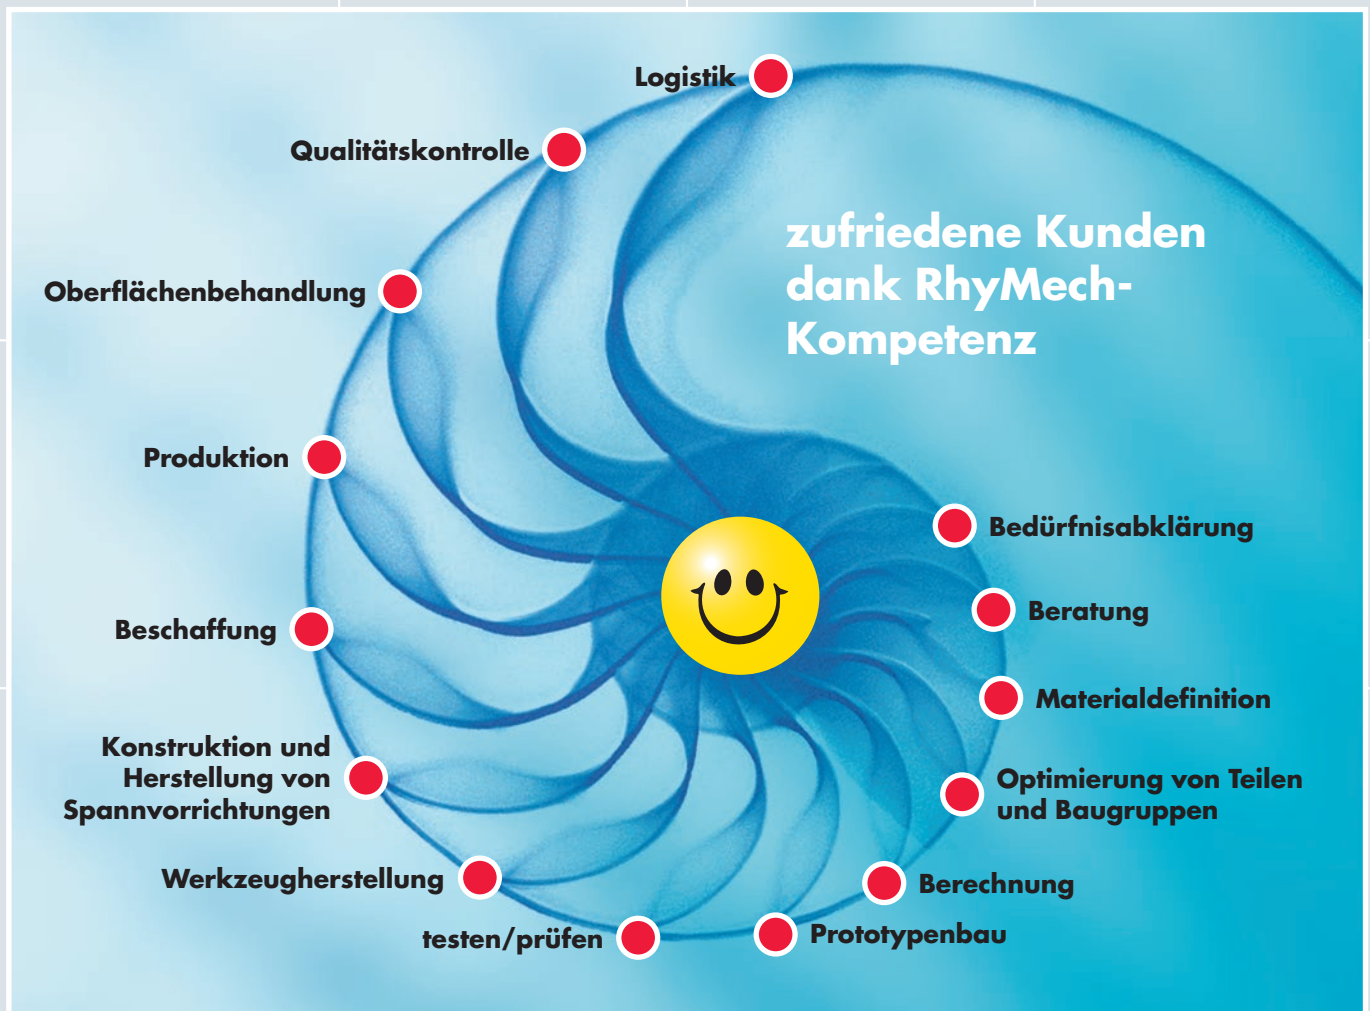 Logistik
Qualitätskontrolle
zufriedene Kunden
dank RhyMech-
Kompetenz
Oberflächenbehandlung
Produktion
Bedürfnisabklärung
Beratung
Beschaffung
Materialdefinition
Konstruktion und
Herstellung von
Spannvorrichtungen
Optimierung von Teilen
und Baugruppen
Werkzeugherstellung
Berechnung
testen/prüfen
Prototypenbau